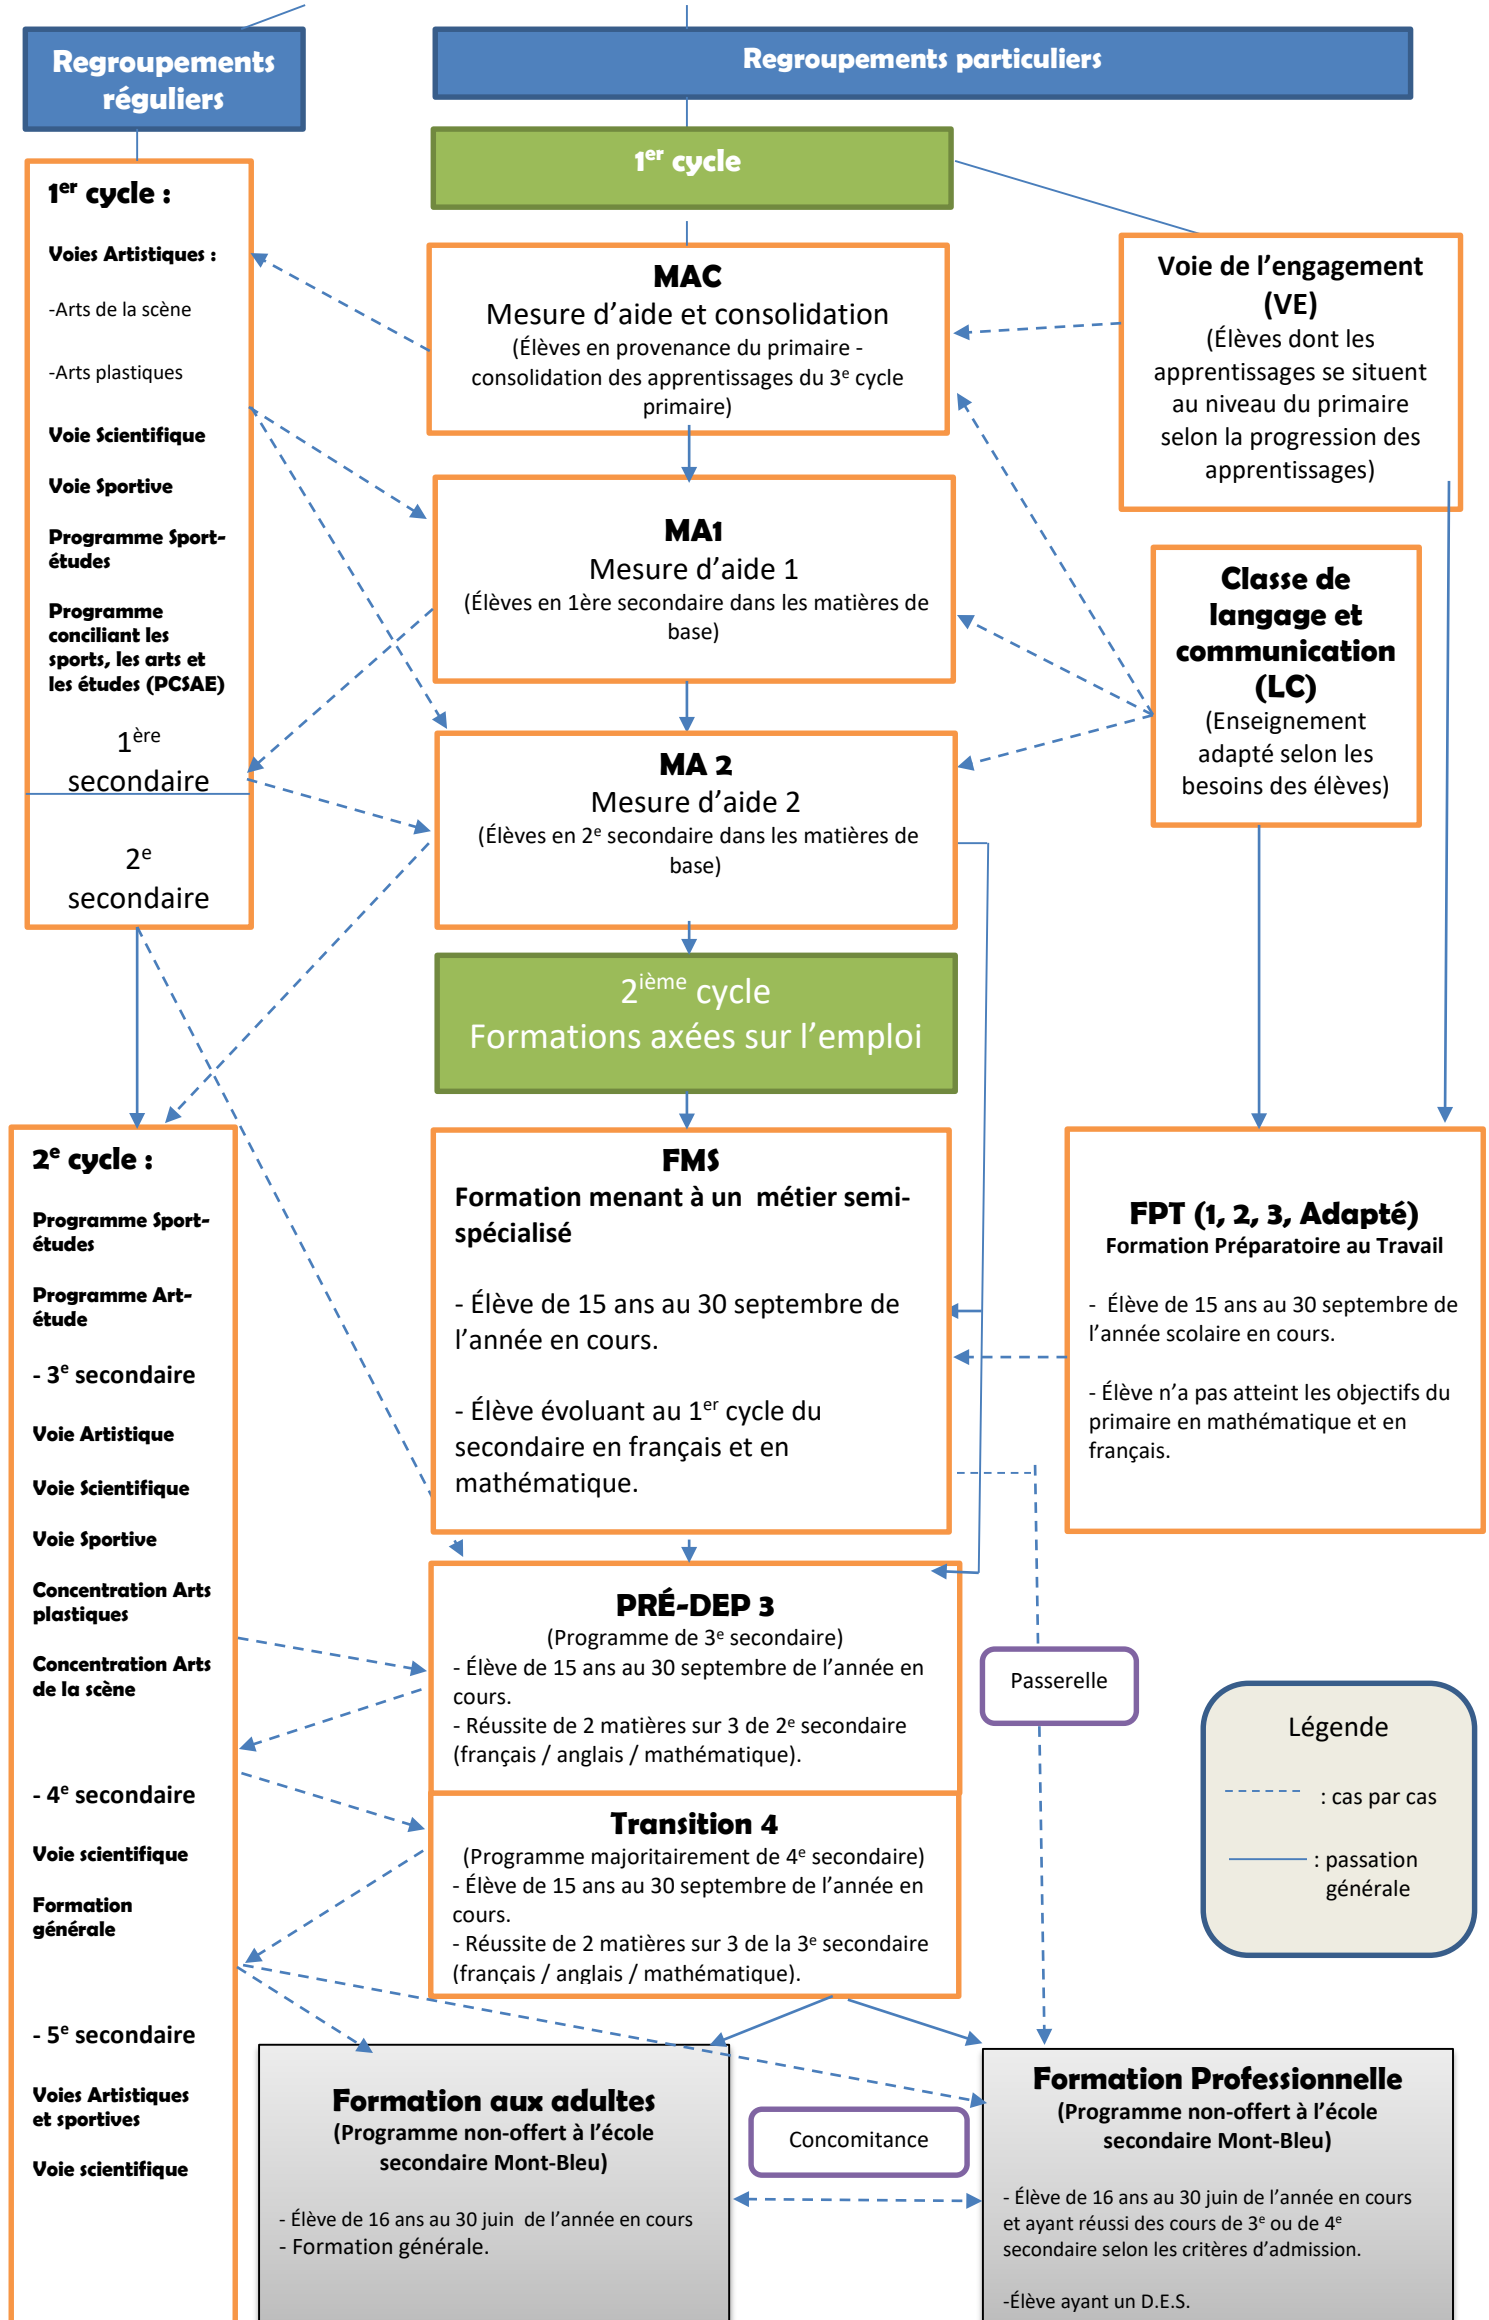 Regroupements
réguliers
Regroupements particuliers
1er cycle :
Voies Artistiques :
-Arts de la scène
-Arts plastiques
Voie Scientifique
Voie Sportive
Programme Sport-
études
Programme
conciliant les
sports, les arts et
les études (PCSAE)
1ère
secondaire
2e
secondaire
1er cycle
MAC
Mesure d'aide et consolidation
(Élèves en provenance du primaire -
consolidation des apprentissages du 3e cycle
primaire)
Voie de l'engagement
(VE)
(Élèves dont les
apprentissages se situent
au niveau du primaire
selon la progression des
apprentissages)
MA1
Mesure d'aide 1
(Élèves en 1ère secondaire dans les matières de
base)
Classe de
langage et
communication
(LC)
(Enseignement
adapté selon les
besoins des élèves)
MA 2
Mesure d'aide 2
(Élèves en 2e secondaire dans les matières de
base)
2ième cycle
Formations axées sur l'emploi
2e cycle :
Programme Sport-
études
Programme Art-
étude
- 3e secondaire
Voie Artistique
Voie Scientifique
Voie Sportive
Concentration Arts
plastiques
Concentration Arts
de la scène
- 4e secondaire
Voie scientifique
Formation
générale
- 5e secondaire
Voies Artistiques
et sportives
Voie scientifique
FMS
Formation menant à un  métier semi-
spécialisé
- Élève de 15 ans au 30 septembre de
l'année en cours.
- Élève évoluant au 1er cycle du
secondaire en français et en
mathématique.
FPT (1, 2, 3, Adapté)
Formation Préparatoire au Travail
-  Élève de 15 ans au 30 septembre de
l'année scolaire en cours.
- Élève n'a pas atteint les objectifs du
primaire en mathématique et en
français.
PRÉ-DEP 3
(Programme de 3e secondaire)
- Élève de 15 ans au 30 septembre de l'année en
cours.
- Réussite de 2 matières sur 3 de 2e secondaire
(français / anglais / mathématique).
Passerelle
Transition 4
(Programme majoritairement de 4e secondaire)
- Élève de 15 ans au 30 septembre de l'année en
cours.
- Réussite de 2 matières sur 3 de la 3e secondaire
(français / anglais / mathématique).
Légende
: cas par cas
: passation
générale
Formation aux adultes
(Programme non-offert à l'école
secondaire Mont-Bleu)
- Élève de 16 ans au 30 juin  de l'année en cours
- Formation générale.
Concomitance
Formation Professionnelle
(Programme non-offert à l'école
secondaire Mont-Bleu)
- Élève de 16 ans au 30 juin de l'année en cours
et ayant réussi des cours de 3e ou de 4e
secondaire selon les critères d'admission.
-Élève ayant un D.E.S.